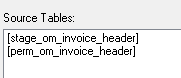 Source Tables:
[stage_om_invoice_header]
[perm_om_invoice_header]